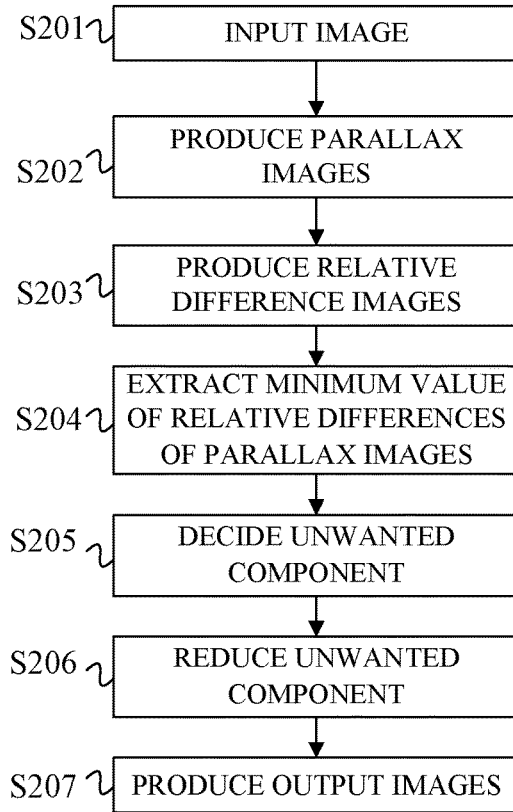 S201
INPUT IMAGE
S202
PRODUCE PARALLAX
IMAGES
S203
PRODUCE RELATIVE
DIFFERENCE IMAGES
S204
EXTRACT MINIMUM VALUE
OF RELATIVE DIFFERENCES
OF PARALLAX IMAGES
S205
DECIDE UNWANTED
COMPONENT
S206
REDUCE UNWANTED
COMPONENT
S207
PRODUCE OUTPUT IMAGES